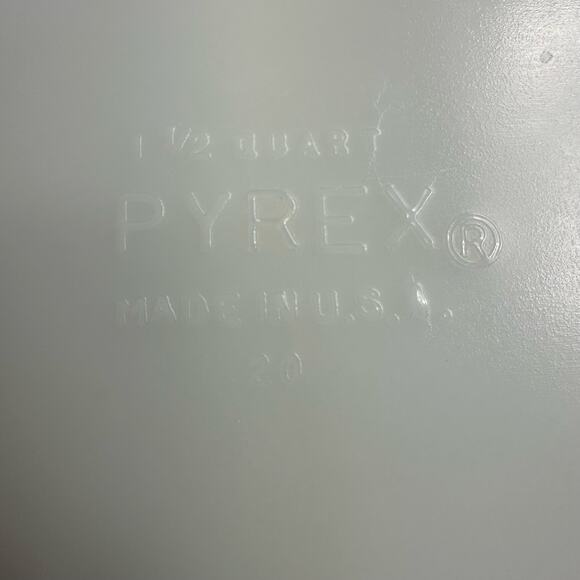 1 1/2 QUART
PYREX ®
MADE IN U.S.A.
20